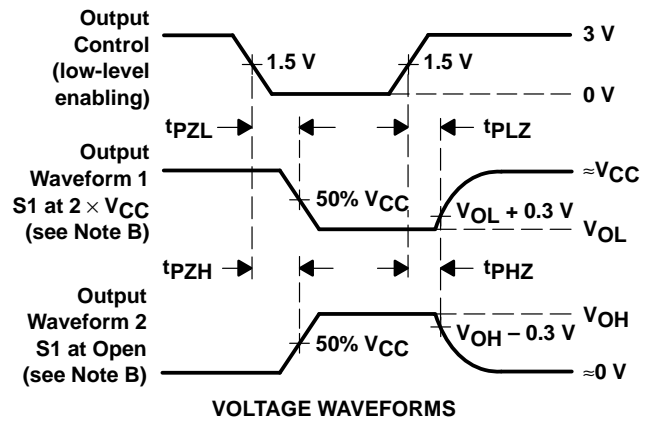 Output
Control
(low-level
enabling)
1.5 V
1.5 V
3 V
0 V
tPZL
tPLZ
Output
Waveform 1
S1 at 2 × VCC
(see Note B)
50% VCC
VOL + 0.3 V
≈VCC
VOL
tPZH
tPHZ
Output
Waveform 2
S1 at Open
(see Note B)
50% VCC
VOH – 0.3 V
VOH
≈0 V
VOLTAGE WAVEFORMS